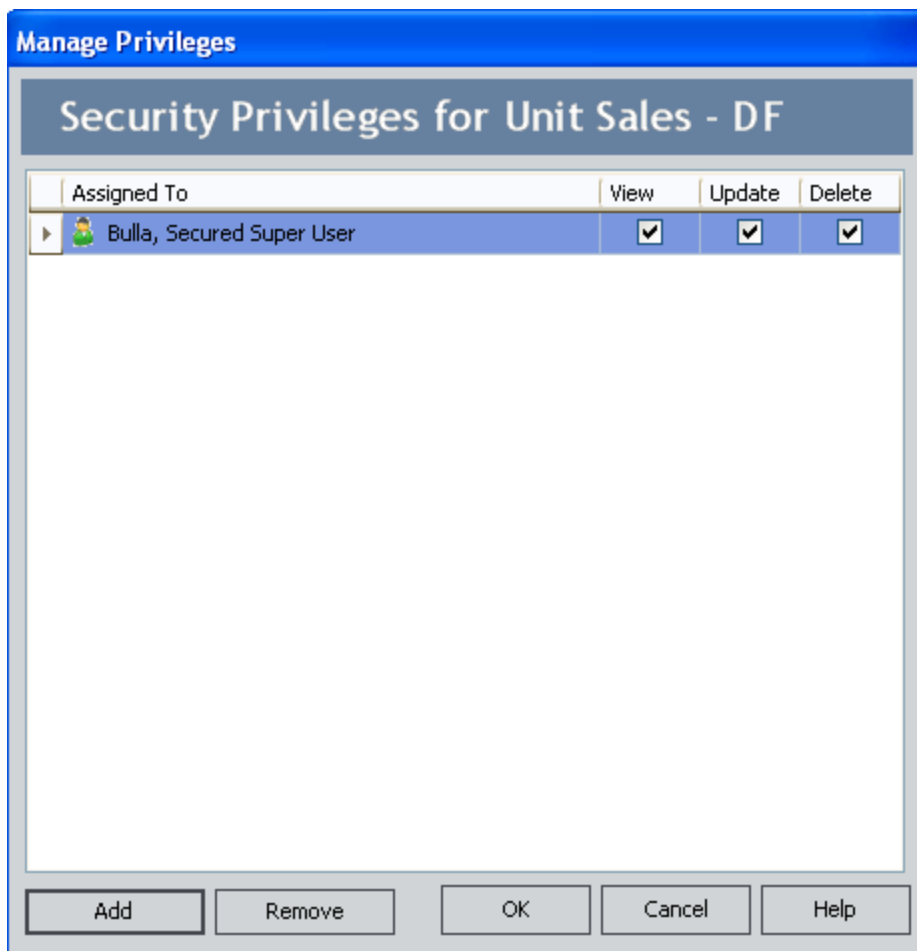 Manage Privileges
Security Privileges for Unit Sales - DF
Assigned To View Update Delete
Bulla, Secured Super User
Add Remove OK Cancel Help